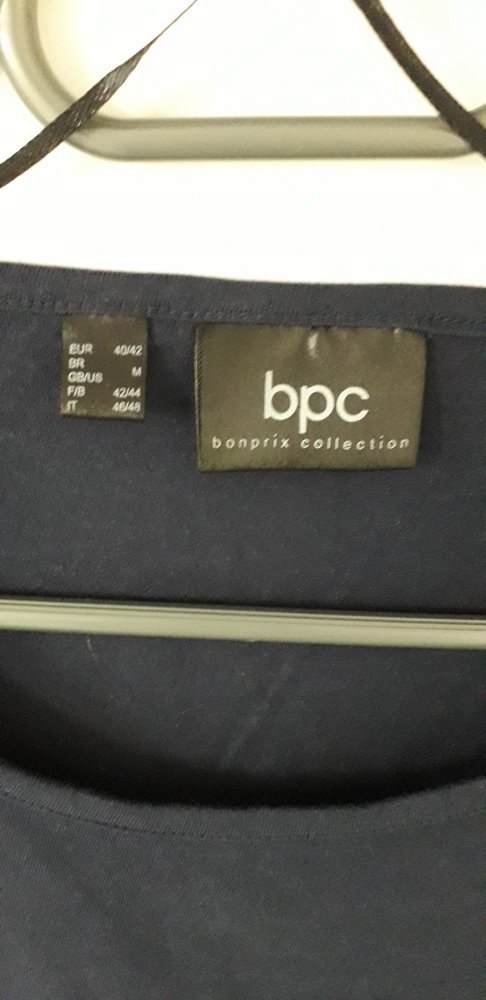 EUR 40/42
BR
GB/US M
F/B 42/44
IT 46/48
bpc
bonprix collection